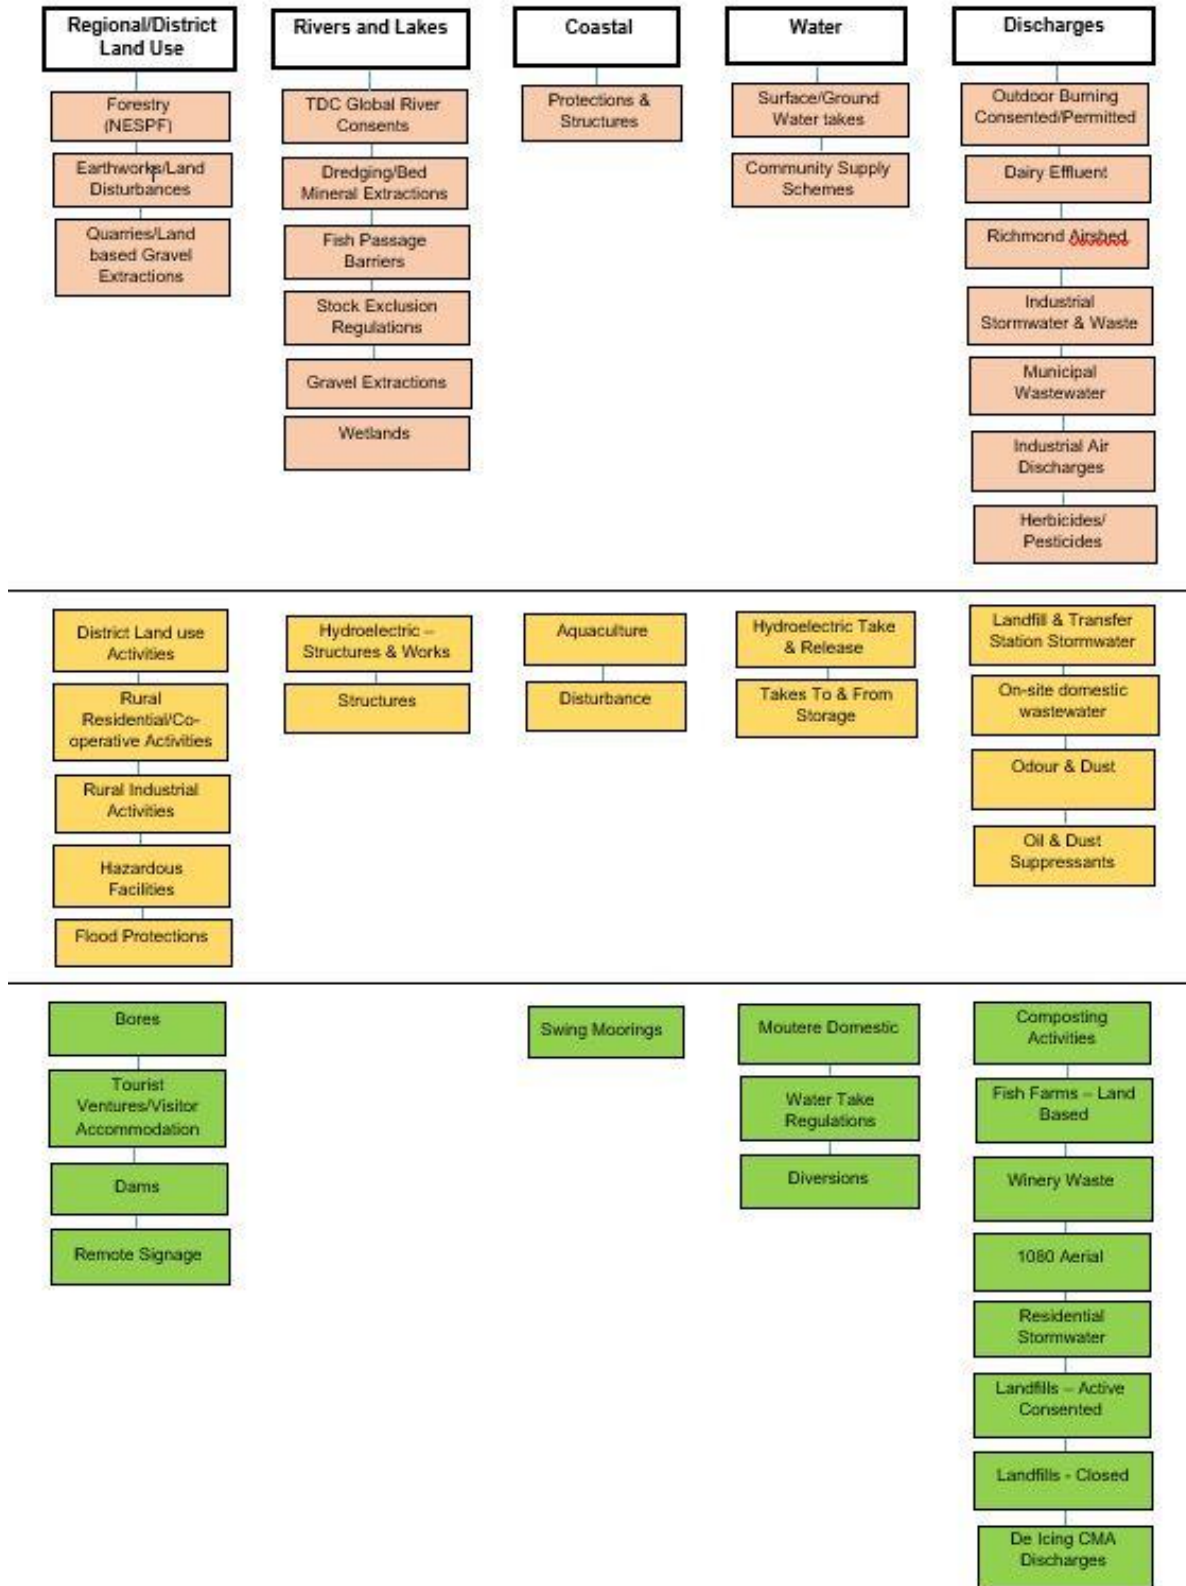 Regional/District
Land Use
Rivers and Lakes
Coastal
Water
Discharges
Forestry
(NESPF)
Earthworks/Land
Disturbances
Quarries/Land
based Gravel
Extractions
TDC Global River
Consents
Dredging/Bed
Mineral Extractions
Fish Passage
Barriers
Stock Exclusion
Regulations
Gravel Extractions
Wetlands
Protections &
Structures
Surface/Ground
Water takes
Community Supply
Schemes
Outdoor Burning
Consented/Permitted
Dairy Effluent
Richmond Airshed
Industrial
Stormwater & Waste
Municipal
Wastewater
Industrial Air
Discharges
Herbicides/
Pesticides
District Land use
Activities
Rural
Residential/Co-
operative Activities
Rural Industrial
Activities
Hazardous
Facilities
Flood Protections
Hydroelectric –
Structures & Works
Structures
Aquaculture
Disturbance
Hydroelectric Take
& Release
Takes To & From
Storage
Landfill & Transfer
Station Stormwater
On-site domestic
wastewater
Odour & Dust
Oil & Dust
Suppressants
Bores
Tourist
Ventures/Visitor
Accommodation
Dams
Remote Signage
Swing Moorings
Moutere Domestic
Water Take
Regulations
Diversions
Composting
Activities
Fish Farms – Land
Based
Winery Waste
1080 Aerial
Residential
Stormwater
Landfills – Active
Consented
Landfills - Closed
De Icing CMA
Discharges